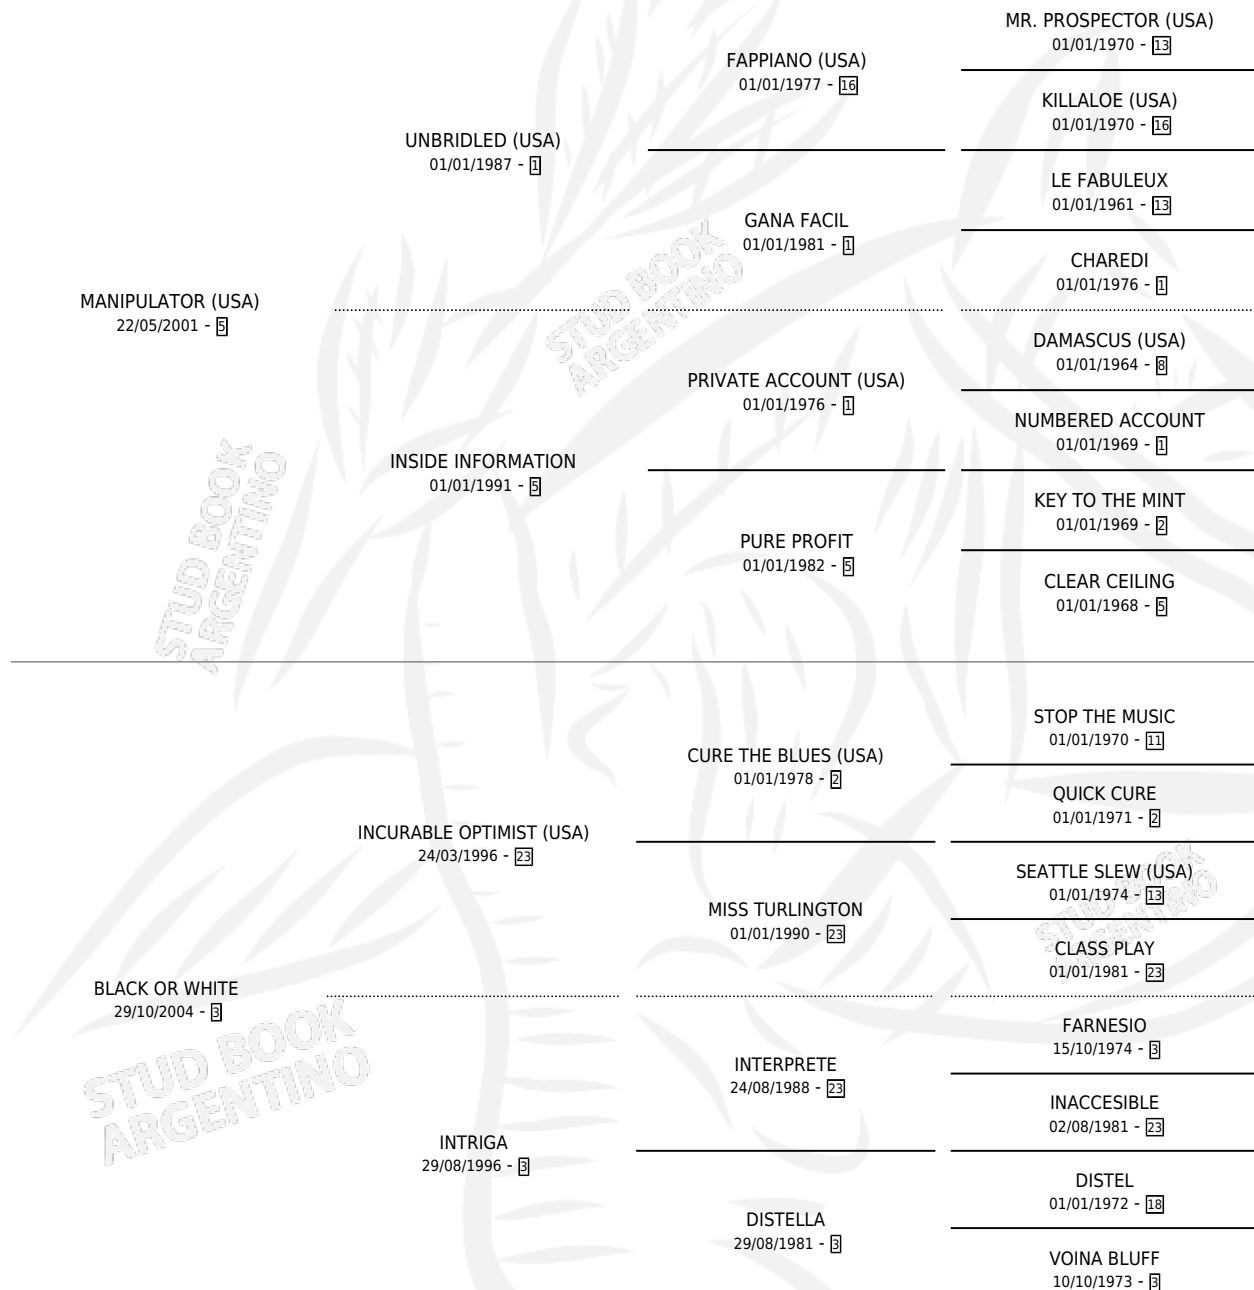 MR. PROSPECTOR (USA)
01/01/1970 - 13
FAPPIANO (USA)
01/01/1977 - 16
KILLALOE (USA)
01/01/1970 - 16
UNBRIDLED (USA)
01/01/1987 - 1
LE FABULEUX
01/01/1961 - 13
GANA FACIL
01/01/1981 - 1
CHAREDI
01/01/1976 - 1
MANIPULATOR (USA)
22/05/2001 - 5
DAMASCUS (USA)
01/01/1964 - 8
PRIVATE ACCOUNT (USA)
01/01/1976 - 1
NUMBERED ACCOUNT
01/01/1969 - 1
INSIDE INFORMATION
01/01/1991 - 5
KEY TO THE MINT
01/01/1969 - 2
PURE PROFIT
01/01/1982 - 5
CLEAR CEILING
01/01/1968 - 5
STOP THE MUSIC
01/01/1970 - 11
CURE THE BLUES (USA)
01/01/1978 - 2
QUICK CURE
01/01/1971 - 2
INCURABLE OPTIMIST (USA)
24/03/1996 - 23
SEATTLE SLEW (USA)
01/01/1974 - 13
MISS TURLINGTON
01/01/1990 - 23
CLASS PLAY
01/01/1981 - 23
BLACK OR WHITE
29/10/2004 - 3
FARNESIO
15/10/1974 - 3
INTERPRETE
24/08/1988 - 23
INACCESIBLE
02/08/1981 - 23
INTRIGA
29/08/1996 - 3
DISTEL
01/01/1972 - 18
DISTELLA
29/08/1981 - 3
VOINA BLUFF
10/10/1973 - 3
STUD BOOK
ARGENTINO
STUD BOOK
ARGENTINO
STUD BOOK
ARGENTINO
STUD BOOK
ARGENTINO